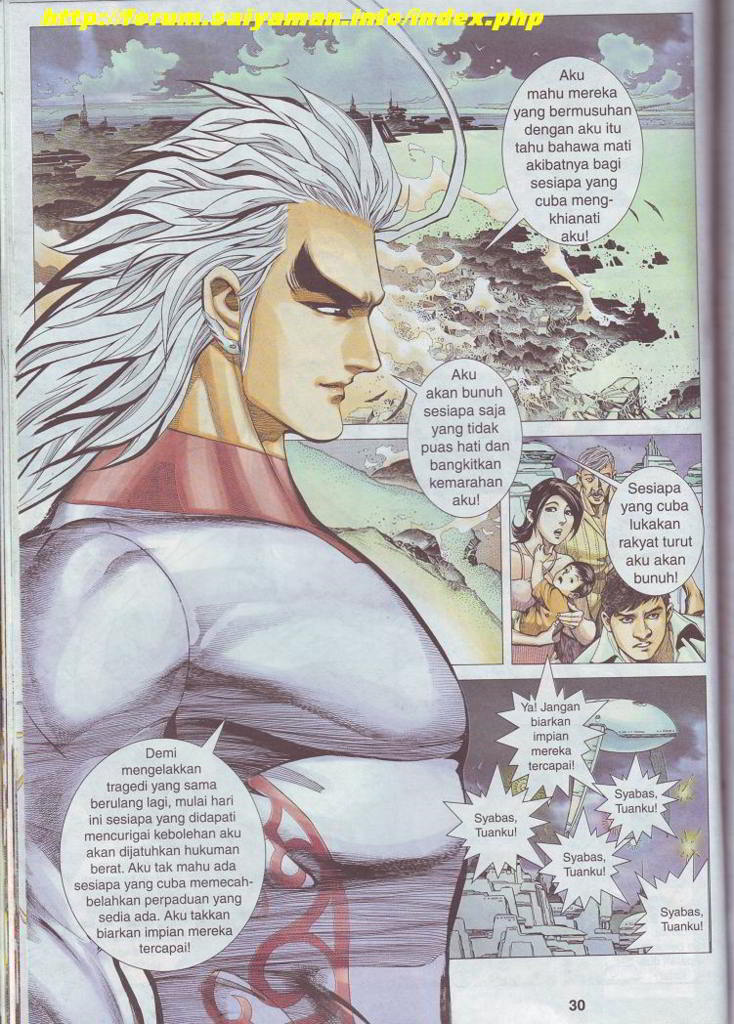 http://forum.saiyaman.info/index.php
Aku
mahu mereka
yang bermusuhan
dengan aku itu
tahu bahawa mati
akibatnya bagi
sesiapa yang
cuba meng-
khianati
aku!
Aku
akan bunuh
sesiapa saja
yang tidak
puas hati dan
bangkitkan
kemarahan
aku!
Sesiapa
yang cuba
lukakan
rakyat turut
aku akan
bunuh!
Demi
mengelakkan
tragedi yang sama
berulang lagi, mulai hari
ini sesiapa yang didapati
mencurigai kebolehan aku
akan dijatuhkan hukuman
berat. Aku tak mahu ada
sesiapa yang cuba memecah-
belahkan perpaduan yang
sedia ada. Aku takkan
biarkan impian mereka
tercapai!
Ya! Jangan
biarkan
impian
mereka
tercapai!
Syabas,
Tuanku!
Syabas,
Tuanku!
Syabas,
Tuanku!
Syabas,
Tuanku!
30